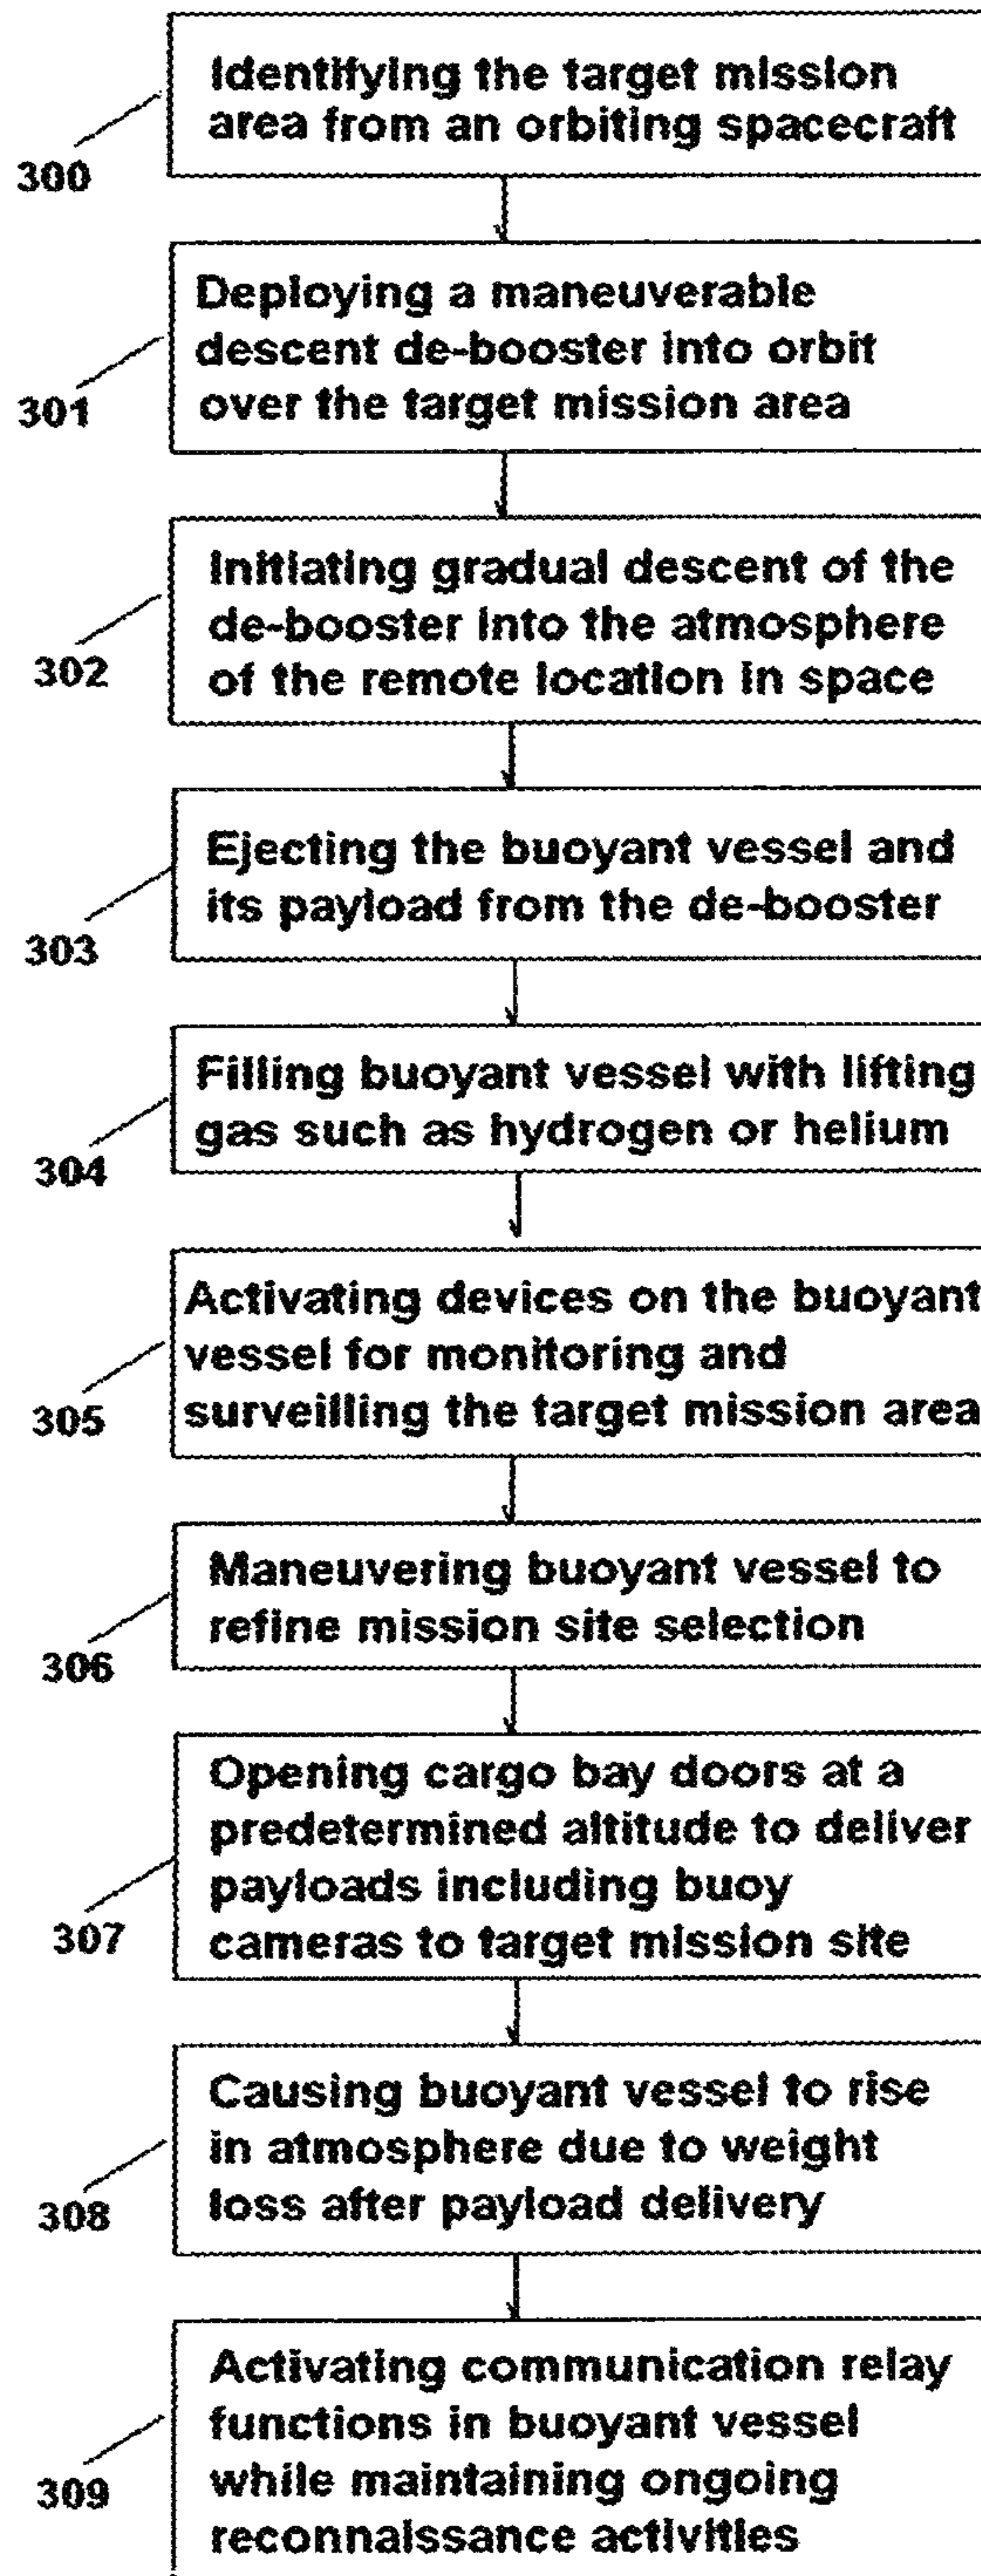 Identifying the target mission
area from an orbiting spacecraft
300
Deploying a maneuverable
descent de-booster into orbit
over the target mission area
301
Initiating gradual descent of the
de-booster into the atmosphere
of the remote location in space
302
Ejecting the buoyant vessel and
its payload from the de-booster
303
Filling buoyant vessel with lifting
gas such as hydrogen or helium
304
Activating devices on the buoyant
vessel for monitoring and
surveilling the target mission area
305
Maneuvering buoyant vessel to
refine mission site selection
306
Opening cargo bay doors at a
predetermined altitude to deliver
payloads including buoy
cameras to target mission site
307
Causing buoyant vessel to rise
in atmosphere due to weight
loss after payload delivery
308
Activating communication relay
functions in buoyant vessel
while maintaining ongoing
reconnaissance activities
309